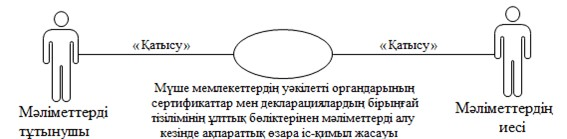 «Қатысу» «Қатысу»
Мәліметтерді
тұтынушы
Мүше мемлекеттердің уәкілетті органдарының
сертификаттар мен декларациялардың бірыңғай
тізілімінің ұлттық бөліктерінен мәліметтерді алу
кезінде ақпараттық өзара іс-қимыл жасауы
Мәліметтердің
иесі